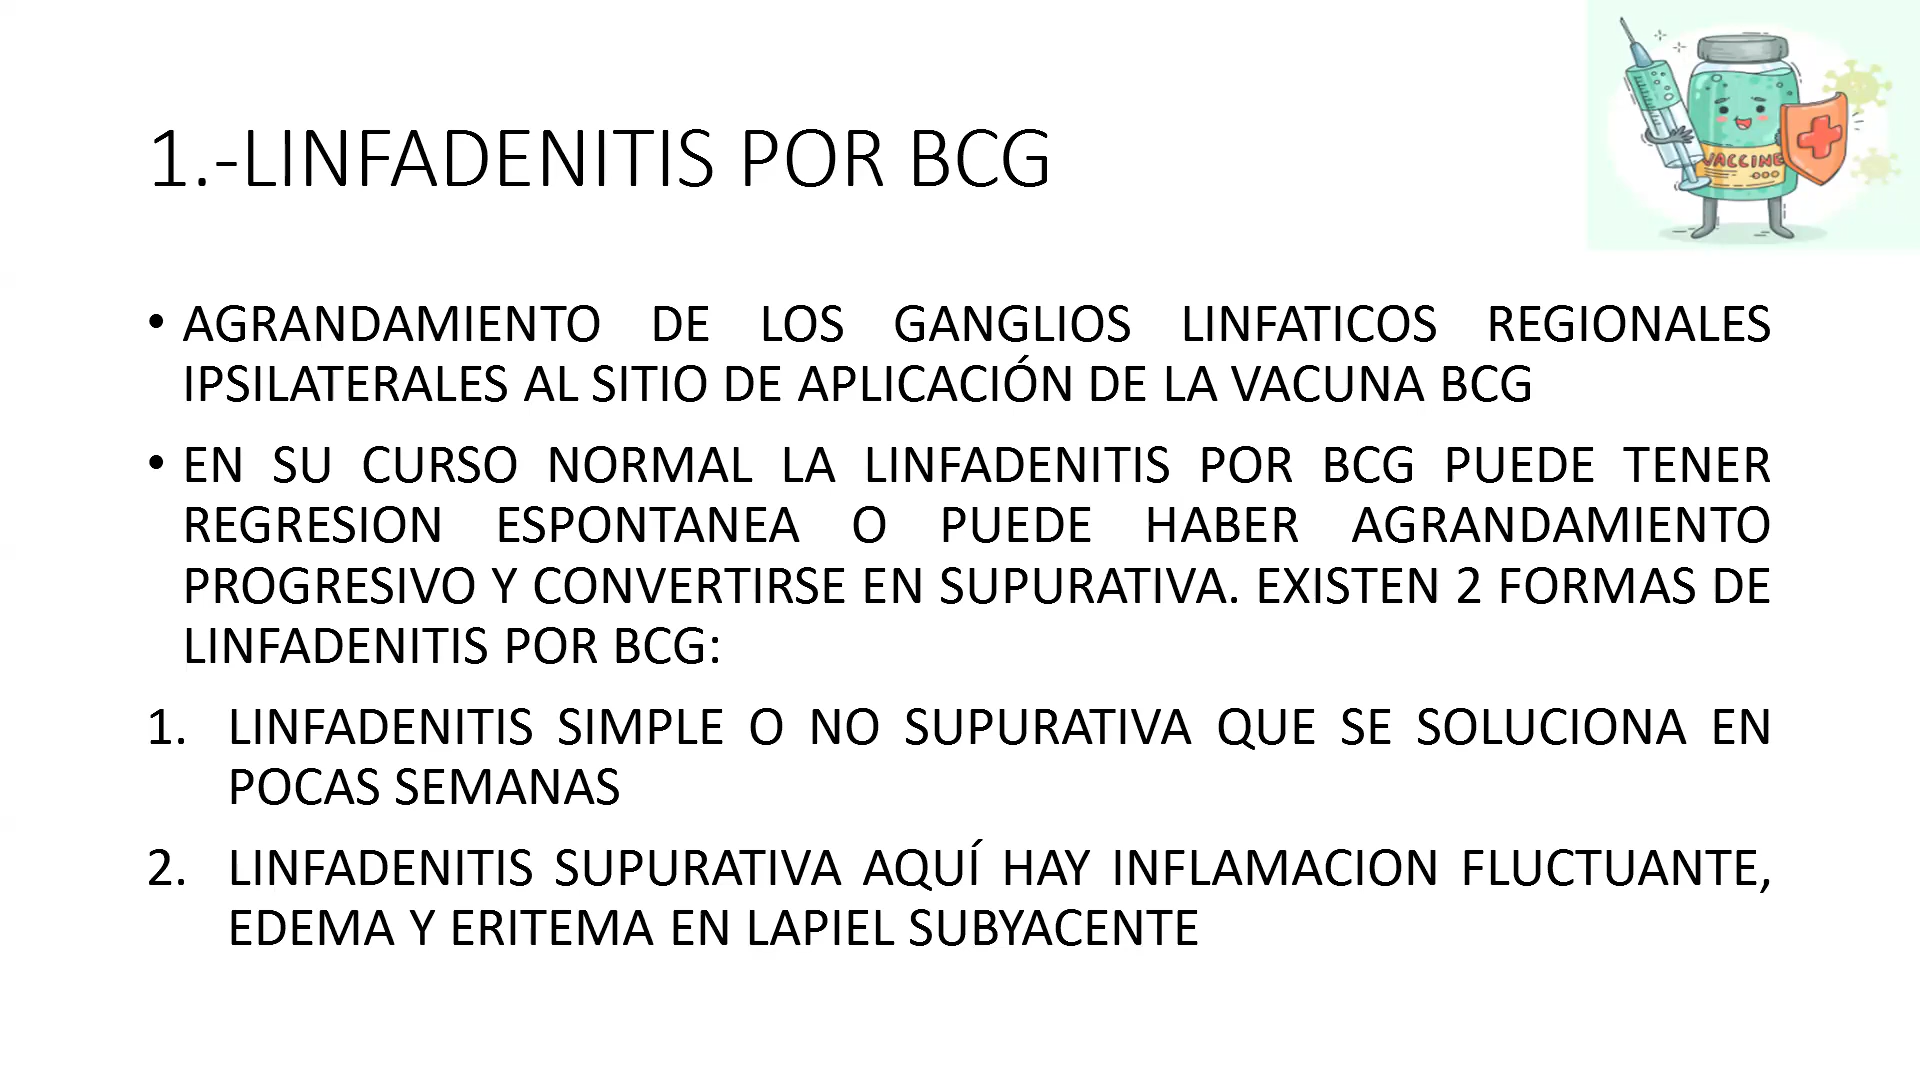 1.-LINFADENITIS POR BCG
VACCINE
• AGRANDAMIENTO DE LOS GANGLIOS LINFATICOS REGIONALES
IPSILATERALES AL SITIO DE APLICACIÓN DE LA VACUNA BCG
• EN SU CURSO NORMAL LA LINFADENITIS POR BCG PUEDE TENER
REGRESION ESPONTANEA O PUEDE HABER AGRANDAMIENTO
PROGRESIVO Y CONVERTIRSE EN SUPURATIVA. EXISTEN 2 FORMAS DE
LINFADENITIS POR BCG:
1. LINFADENITIS SIMPLE O NO SUPURATIVA QUE SE SOLUCIONA EN
POCAS SEMANAS
2. LINFADENITIS SUPURATIVA AQUÍ HAY INFLAMACION FLUCTUANTE,
EDEMA Y ERITEMA EN LAPIEL SUBYACENTE